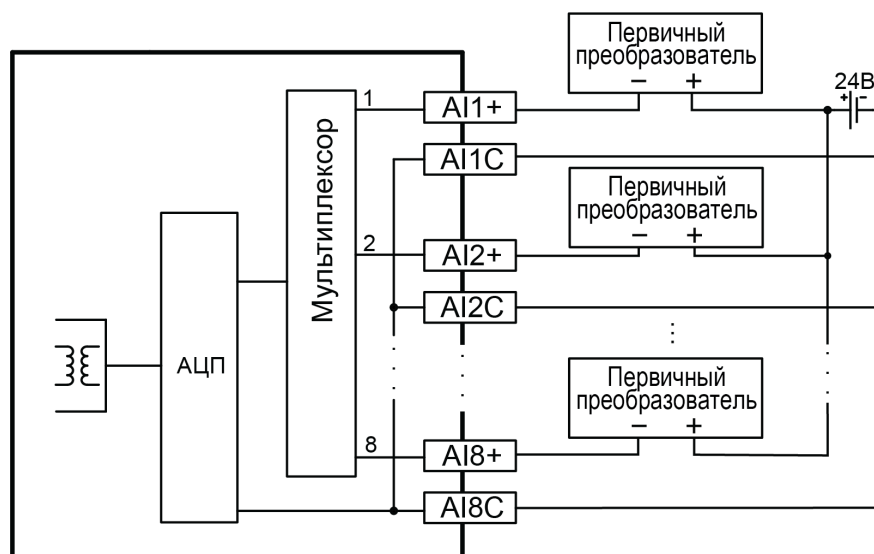 Первичный
преобразователь
− +
24В
+ -
1
AI1+
AI1C
Первичный
преобразователь
− +
2
AI2+
AI2C
Мультиплексор
АЦП
Первичный
преобразователь
− +
8
AI8+
AI8C